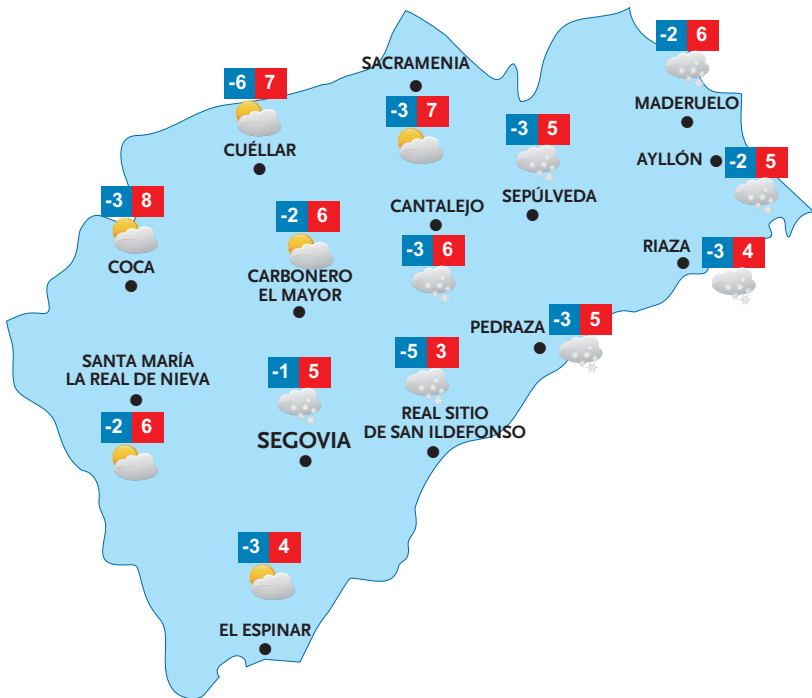 -2 6
MADERUELO
SACRAMENIA
-3 7
-6 7
CUÉLLAR
-3 5
SEPÚLVEDA
AYLLÓN
-2 5
-3 8
COCA
-2 6
CARBONERO
EL MAYOR
CANTALEJO
-3 6
RIAZA
-3 4
PEDRAZA
-3 5
SANTA MARÍA
LA REAL DE NIEVA
-2 6
-1 5
SEGOVIA
-5 3
REAL SITIO
DE SAN ILDEFONSO
-3 4
EL ESPINAR